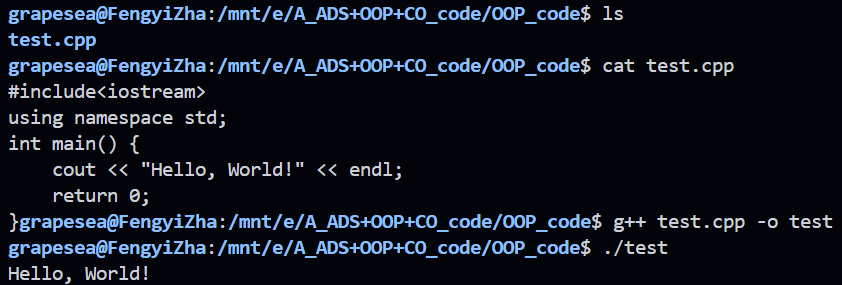 grapesea@FengyiZha:/mnt/e/A_ADS+OOP+CO_code/OOP_code$ ls
test.cpp
grapesea@FengyiZha:/mnt/e/A_ADS+OOP+CO_code/OOP_code$ cat test.cpp
#include<iostream>
using namespace std;
int main() {
    cout << "Hello, World!" << endl;
    return 0;
}grapesea@FengyiZha:/mnt/e/A_ADS+OOP+CO_code/OOP_code$ g++ test.cpp -o test
grapesea@FengyiZha:/mnt/e/A_ADS+OOP+CO_code/OOP_code$ ./test
Hello, World!